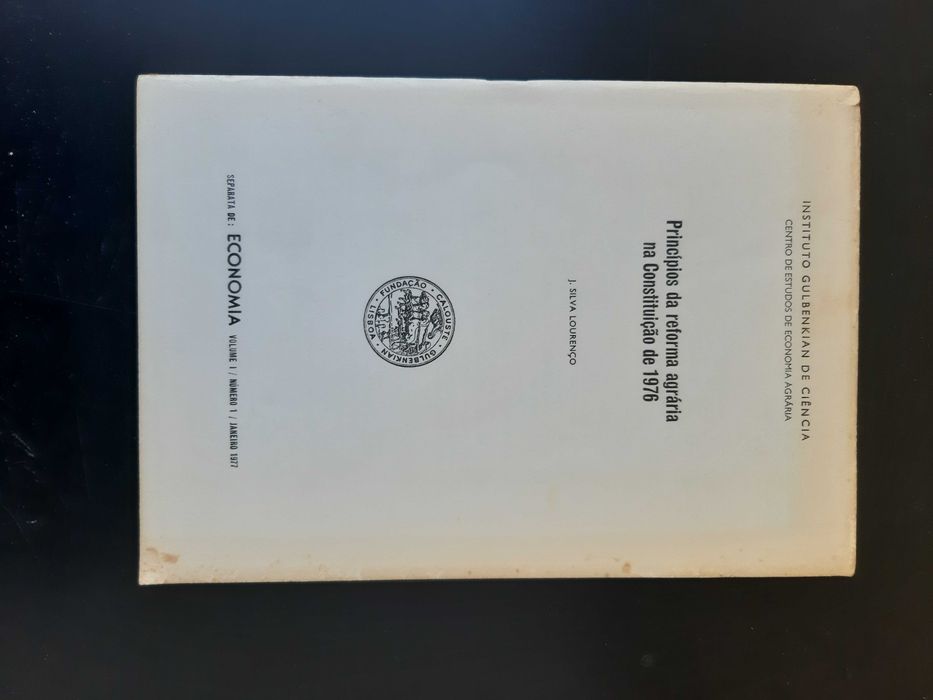 INSTITUTO GULBENKIAN DE CIÊNCIA
CENTRO DE ESTUDOS DE ECONOMIA AGRÁRIA
Princípios da reforma agrária
na Constituição de 1976
J. SILVA LOURENÇO
FUNDAÇÃO · CALOUSTE · GULBENKIAN · LISBOA ·
SEPARATA DE: ECONOMIA VOLUME I / NÚMERO 1 / JANEIRO 1977